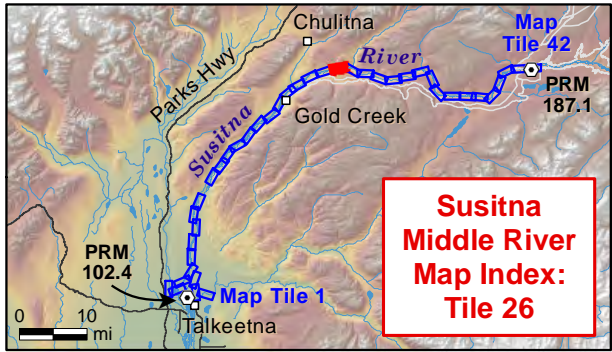 Chulitna
Map
Tile 42
River
PRM
187.1
Parks Hwy
Gold Creek
Susitna
Susitna
Middle River
Map Index:
Tile 26
PRM
102.4
Map Tile 1
0 10
mi
Talkeetna